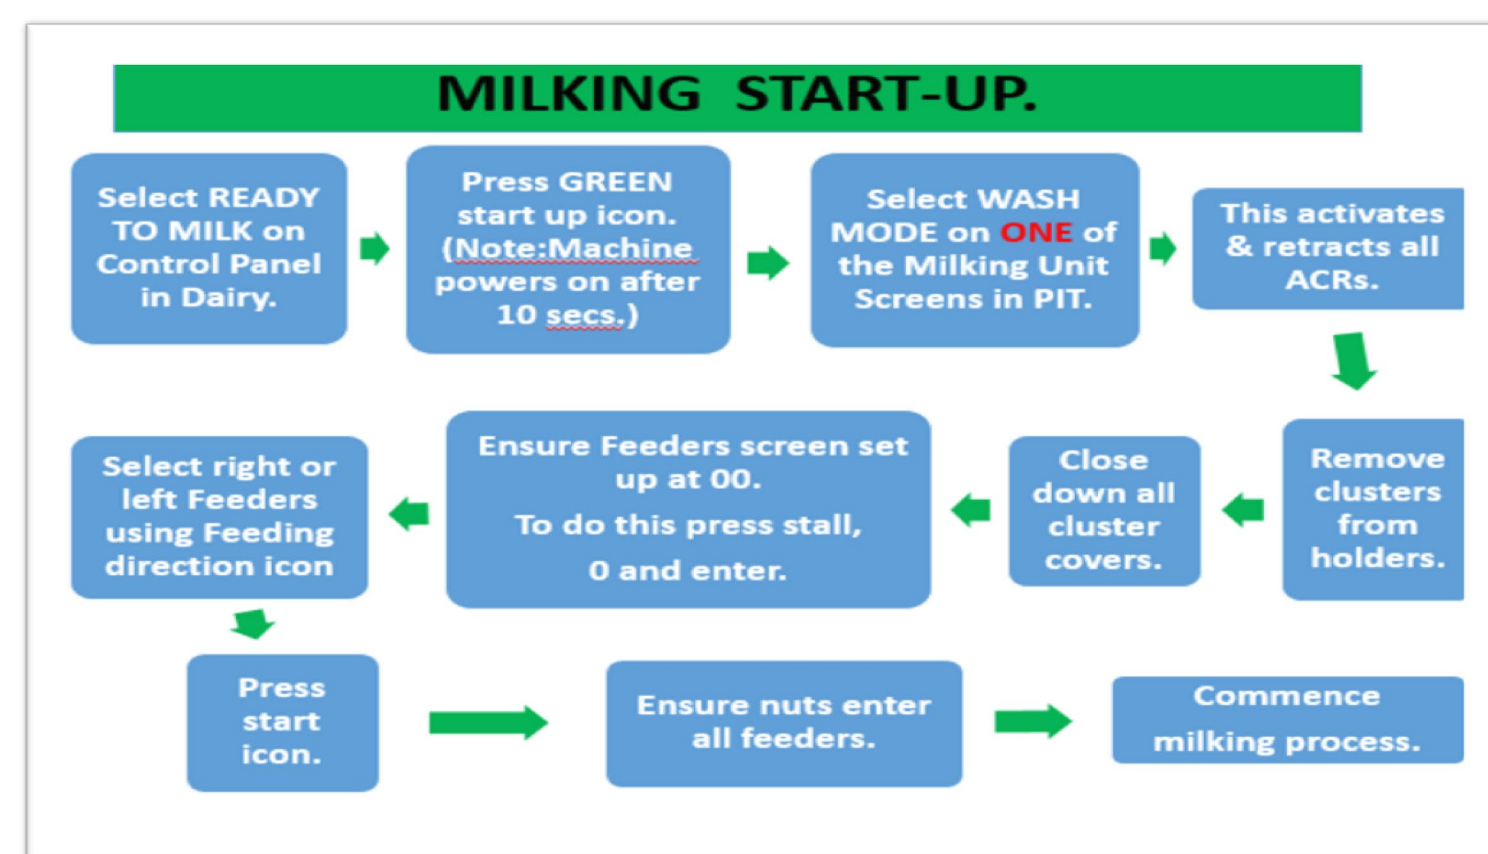 MILKING START-UP.
Select READY
TO MILK on
Control Panel
in Dairy.
Press GREEN
start up icon.
(Note:Machine
powers on after
10 secs.)
Select WASH
MODE on ONE of
the Milking Unit
Screens in PIT.
This activates
& retracts all
ACRs.
Remove
clusters
from
holders.
Close
down all
cluster
covers.
Ensure Feeders screen set
up at 00.
To do this press stall,
0 and enter.
Select right or
left Feeders
using Feeding
direction icon
Press
start
icon.
Ensure nuts enter
all feeders.
Commence
milking process.